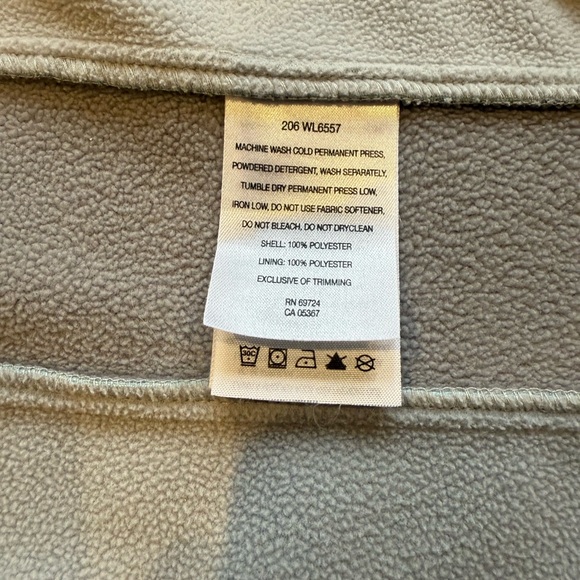 206 WL6557
MACHINE WASH COLD PERMANENT PRESS,
POWDERED DETERGENT, WASH SEPARATELY,
TUMBLE DRY PERMANENT PRESS LOW,
IRON LOW, DO NOT USE FABRIC SOFTENER,
DO NOT BLEACH, DO NOT DRYCLEAN
SHELL: 100% POLYESTER
LINING: 100% POLYESTER
EXCLUSIVE OF TRIMMING
RN 69724
CA 05367
30C